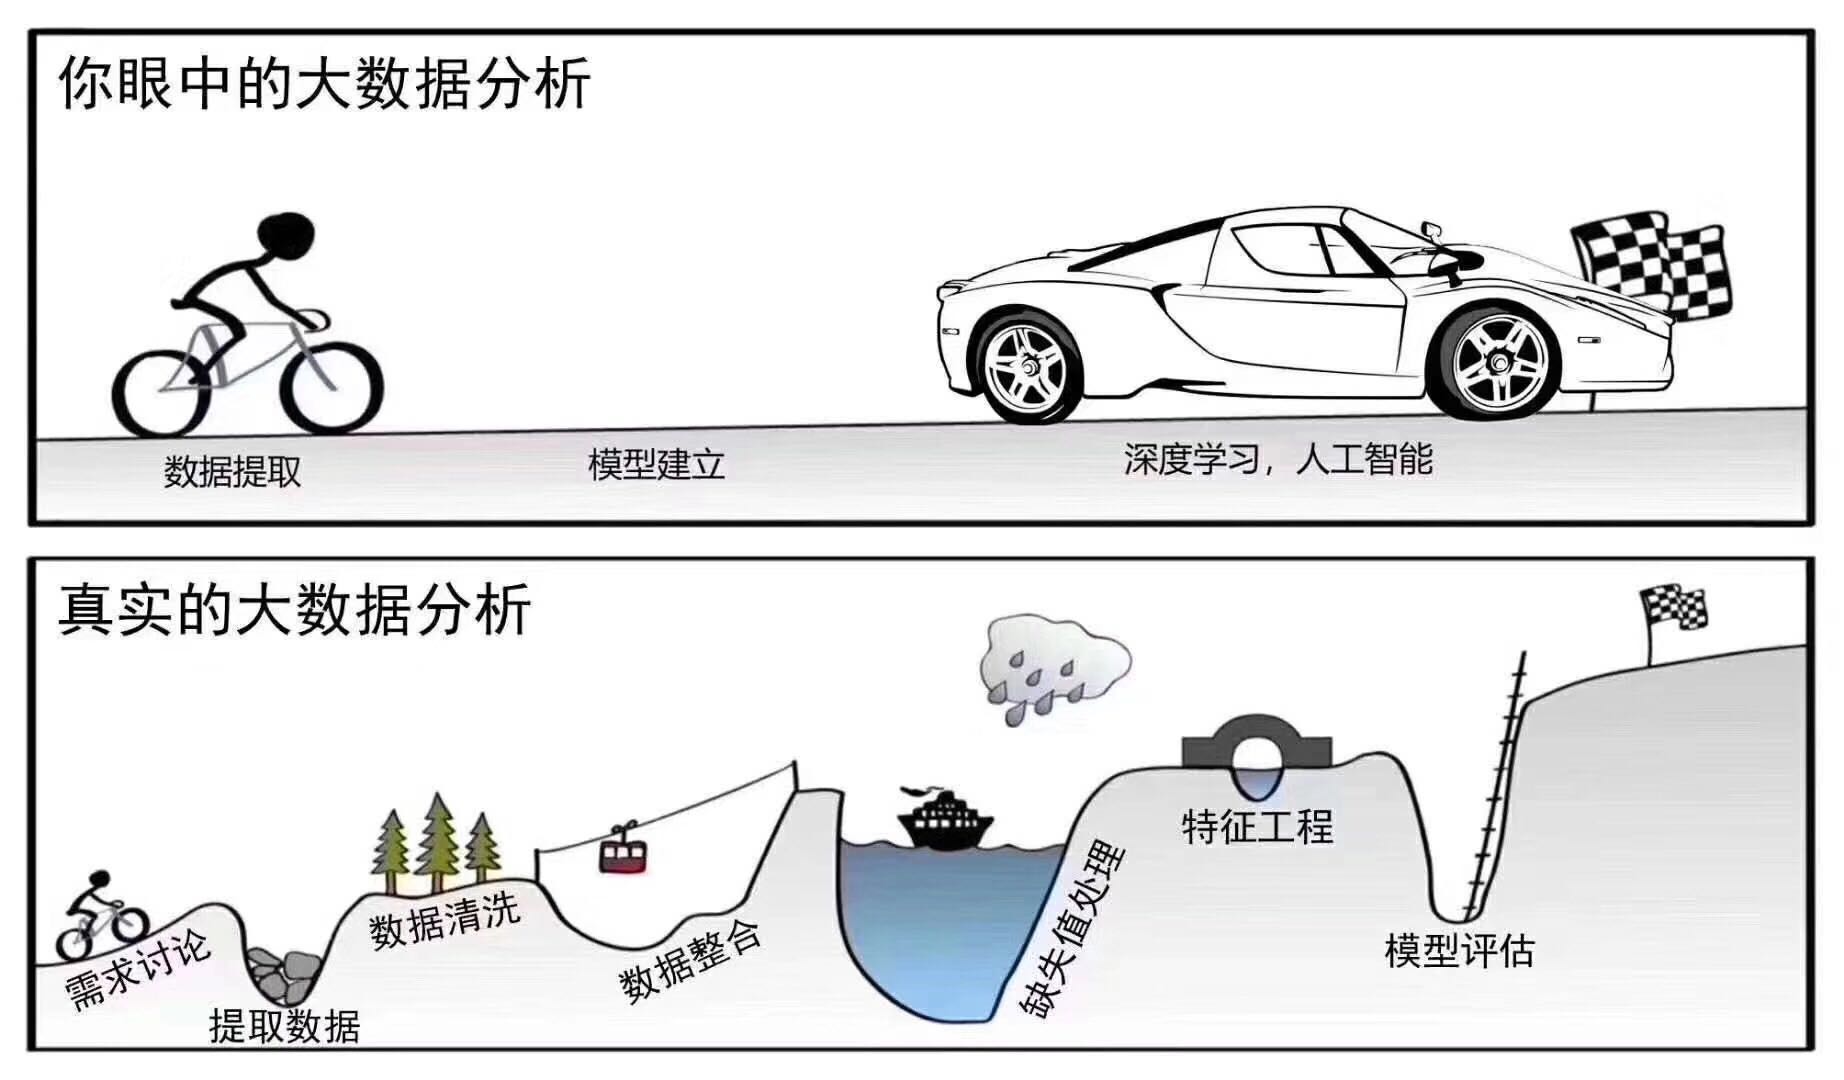 你眼中的大数据分析
数据提取
模型建立
深度学习，人工智能
真实的大数据分析
需求讨论
提取数据
数据清洗
数据整合
缺失值处理
特征工程
模型评估